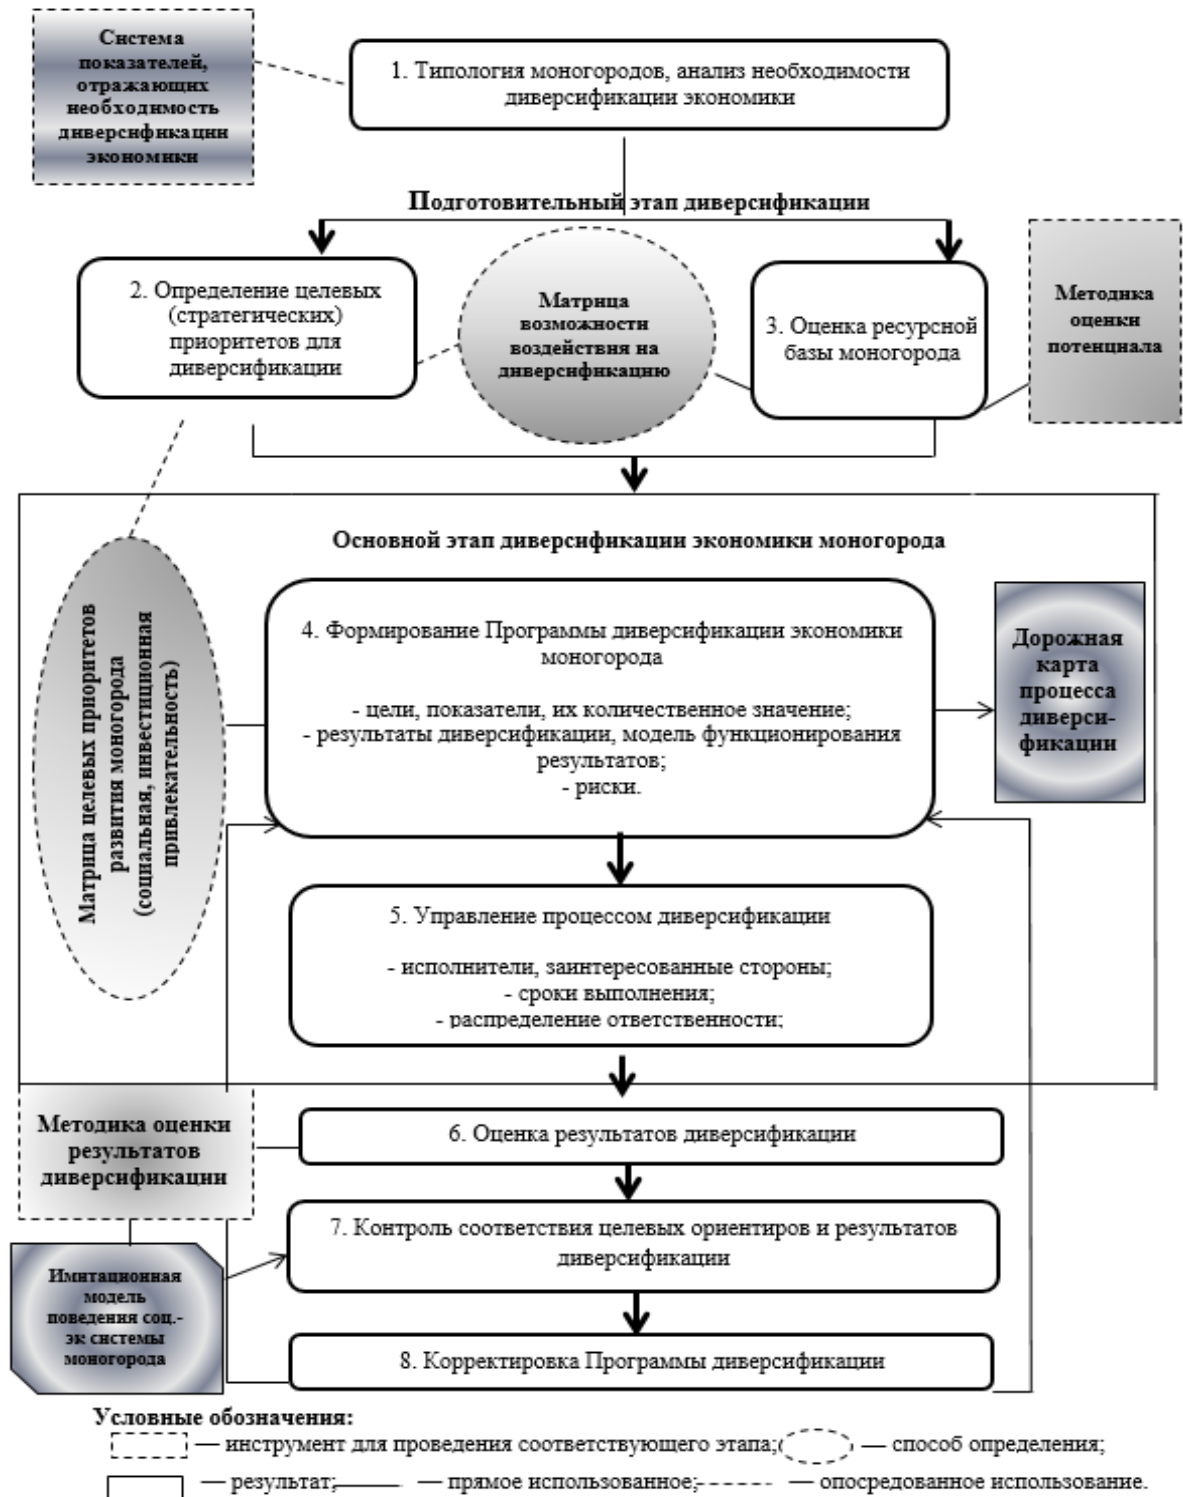 Система
показателей,
отражающих
необходимость
диверсификации
экономики
1. Типология моногородов, анализ необходимости
диверсификации экономики
Подготовительный этап диверсификации
2. Определение целевых
(стратегических)
приоритетов для
диверсификации
Матрица
возможности
воздействия на
диверсификацию
3. Оценка ресурсной
базы моногорода
Методика
оценки
потенциала
Основной этап диверсификации экономики моногорода
Матрица целевых приоритетов
развития моногорода
(социальная, инвестиционная
привлекательность)
4. Формирование Программы диверсификации экономики
моногорода
- цели, показатели, их количественное значение;
- результаты диверсификации, модель функционирования
результатов;
- риски.
Дорожная
карта
процесса
диверси-
фикации
5. Управление процессом диверсификации
- исполнители, заинтересованные стороны;
- сроки выполнения;
- распределение ответственности;
Методика оценки
результатов
диверсификации
6. Оценка результатов диверсификации
7. Контроль соответствия целевых ориентиров и результатов
диверсификации
Имитационная
модель
поведения соц.-
эк системы
моногорода
8. Корректировка Программы диверсификации
Условные обозначения:
— инструмент для проведения соответствующего этапа; — способ определения;
— результат; — прямое использованное; — опосредованное использование.